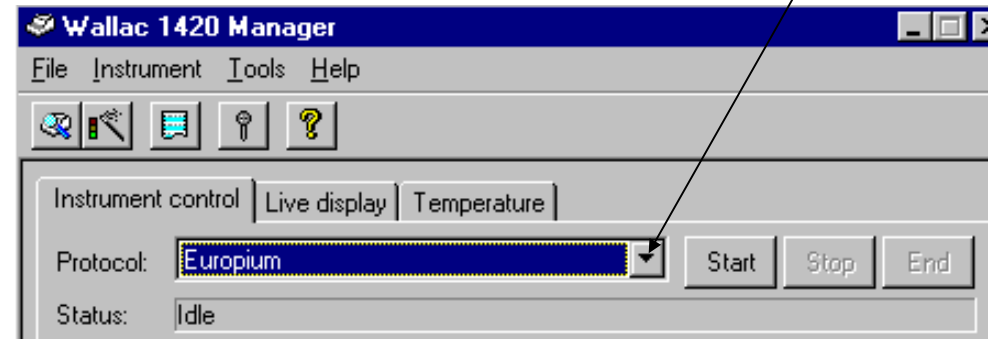 Wallac 1420 Manager
File Instrument Tools Help
Instrument control Live display Temperature
Protocol: Europium Start Stop End
Status: Idle